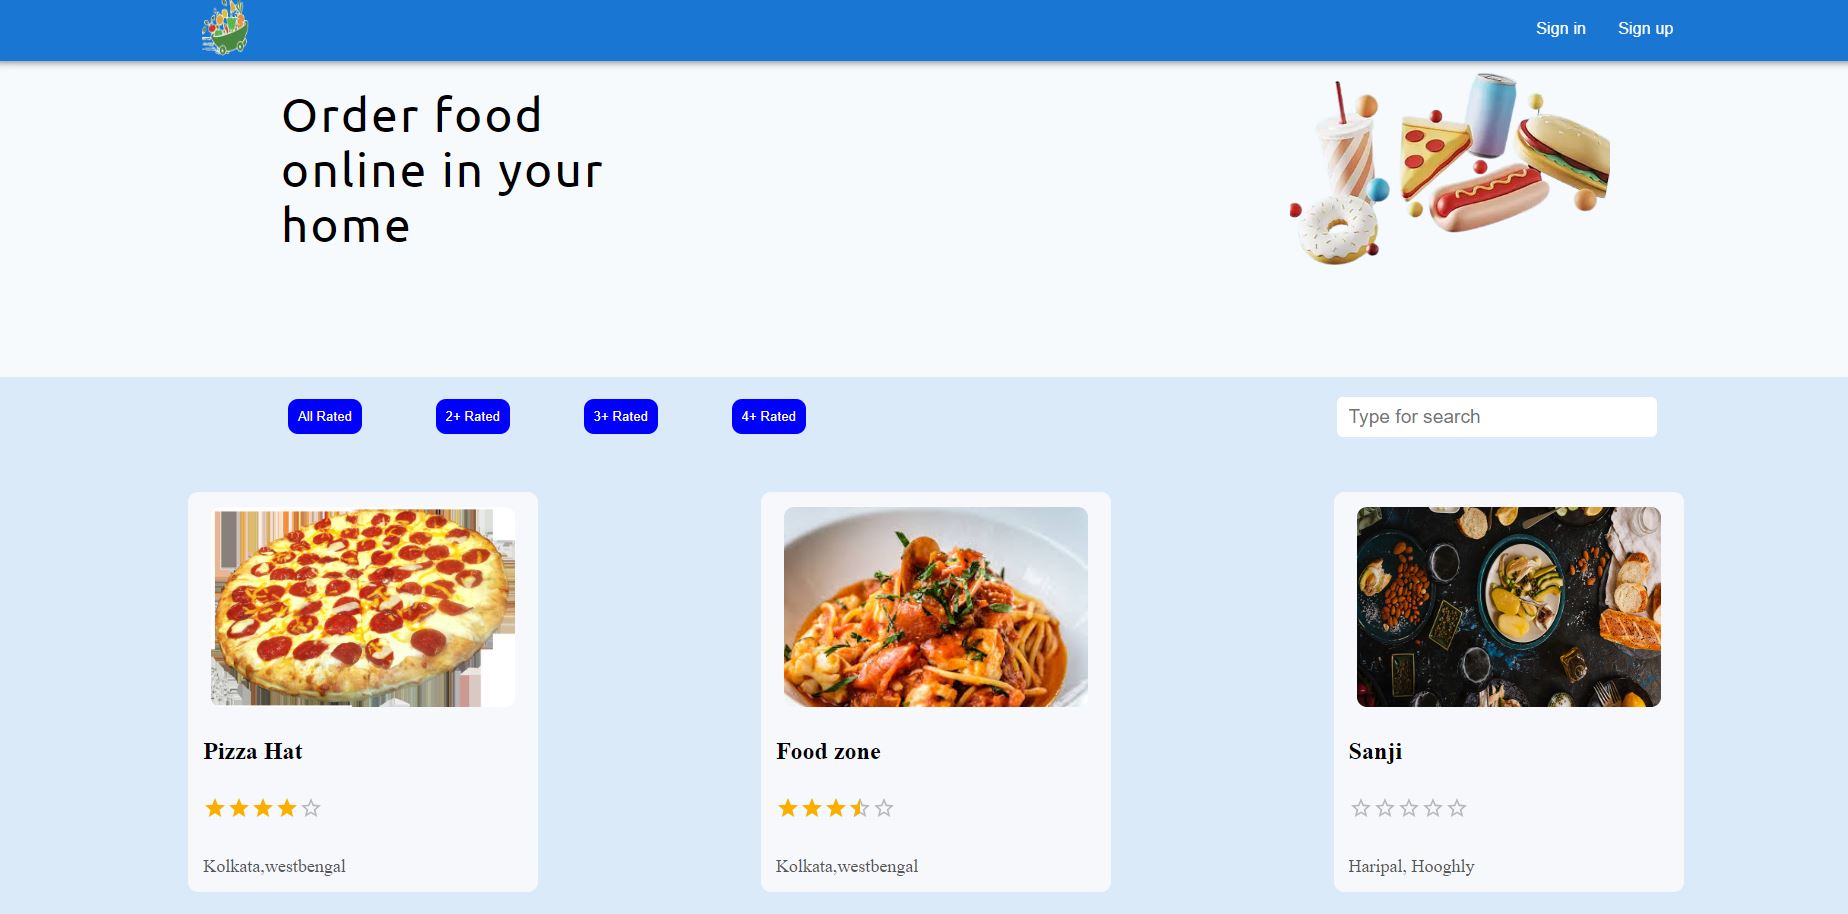 Sign in
Sign up
Order food
online in your
home
All Rated
2+ Rated
3+ Rated
4+ Rated
Type for search
Pizza Hat
Kolkata,westbengal
Food zone
Kolkata,westbengal
Sanji
Haripal, Hooghly